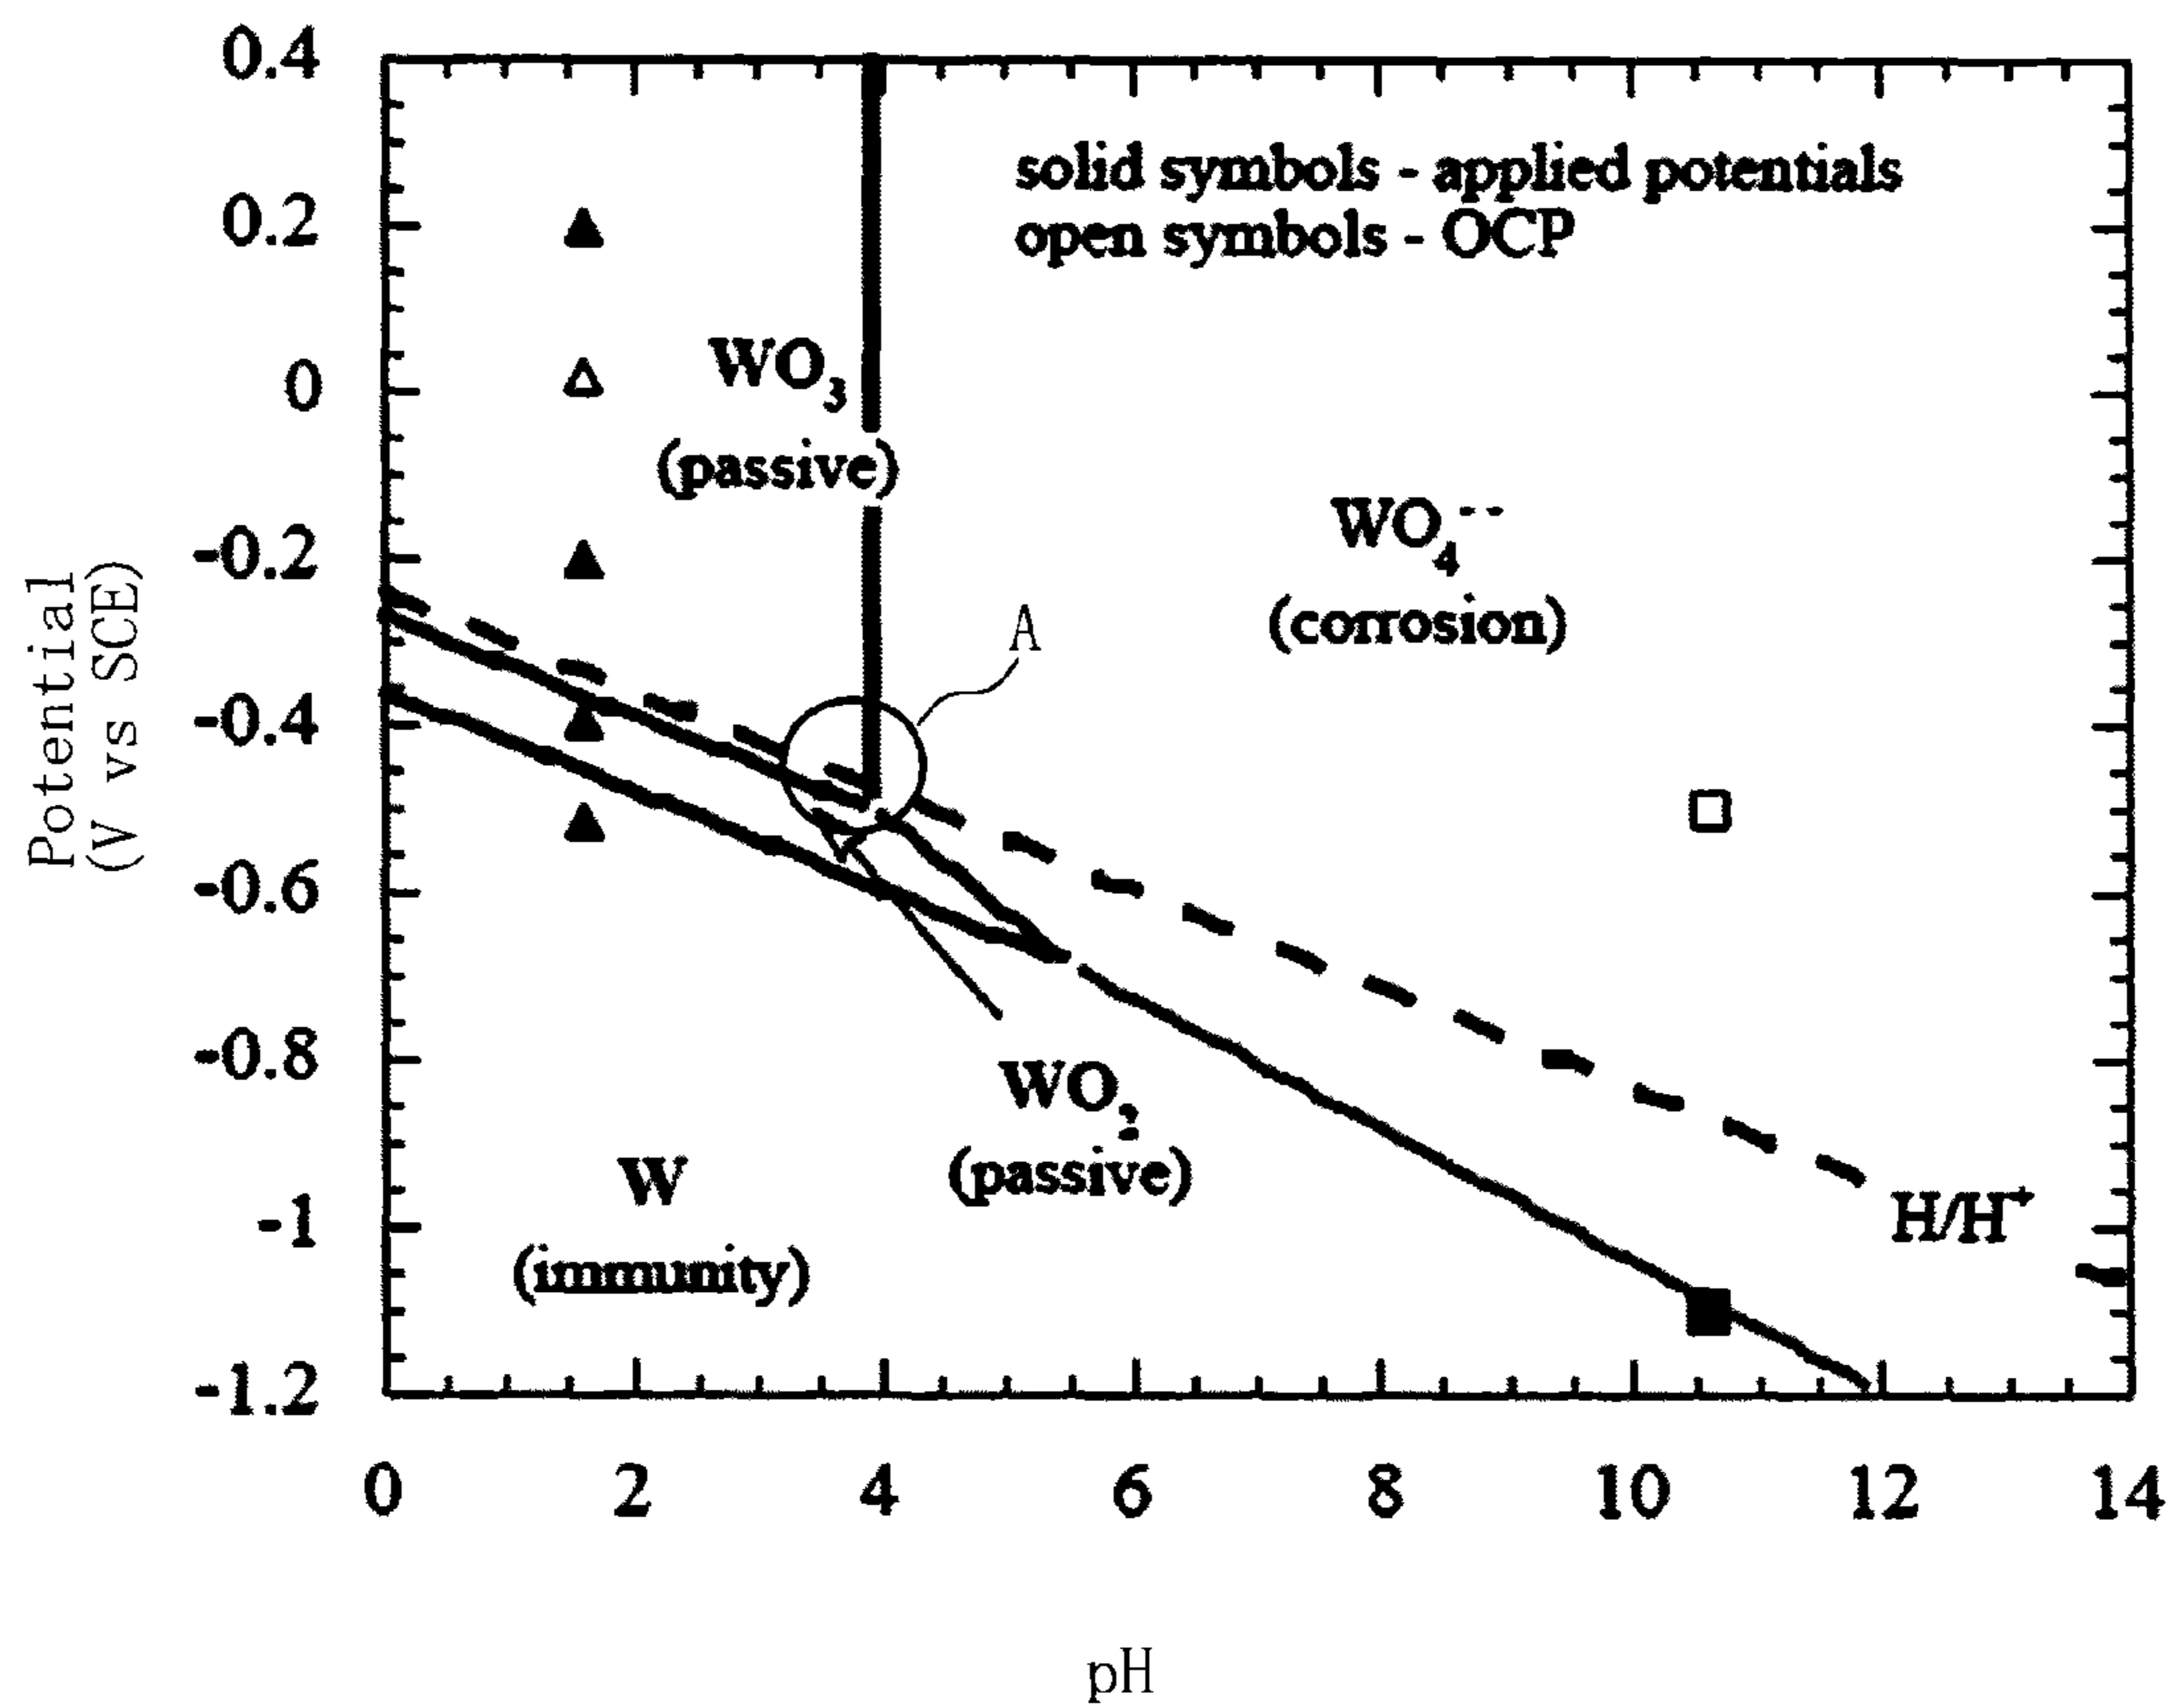 0.4
0.2
0
-0.2
-0.4
-0.6
-0.8
-1
-1.2
Potential
(V vs SCE)
solid symbols - applied potentials
open symbols - OCP
WO3
(passive)
WO4--
(corrosion)
A
WO2
(passive)
W
(immunity)
H/H+
0 2 4 6 8 10 12 14
pH